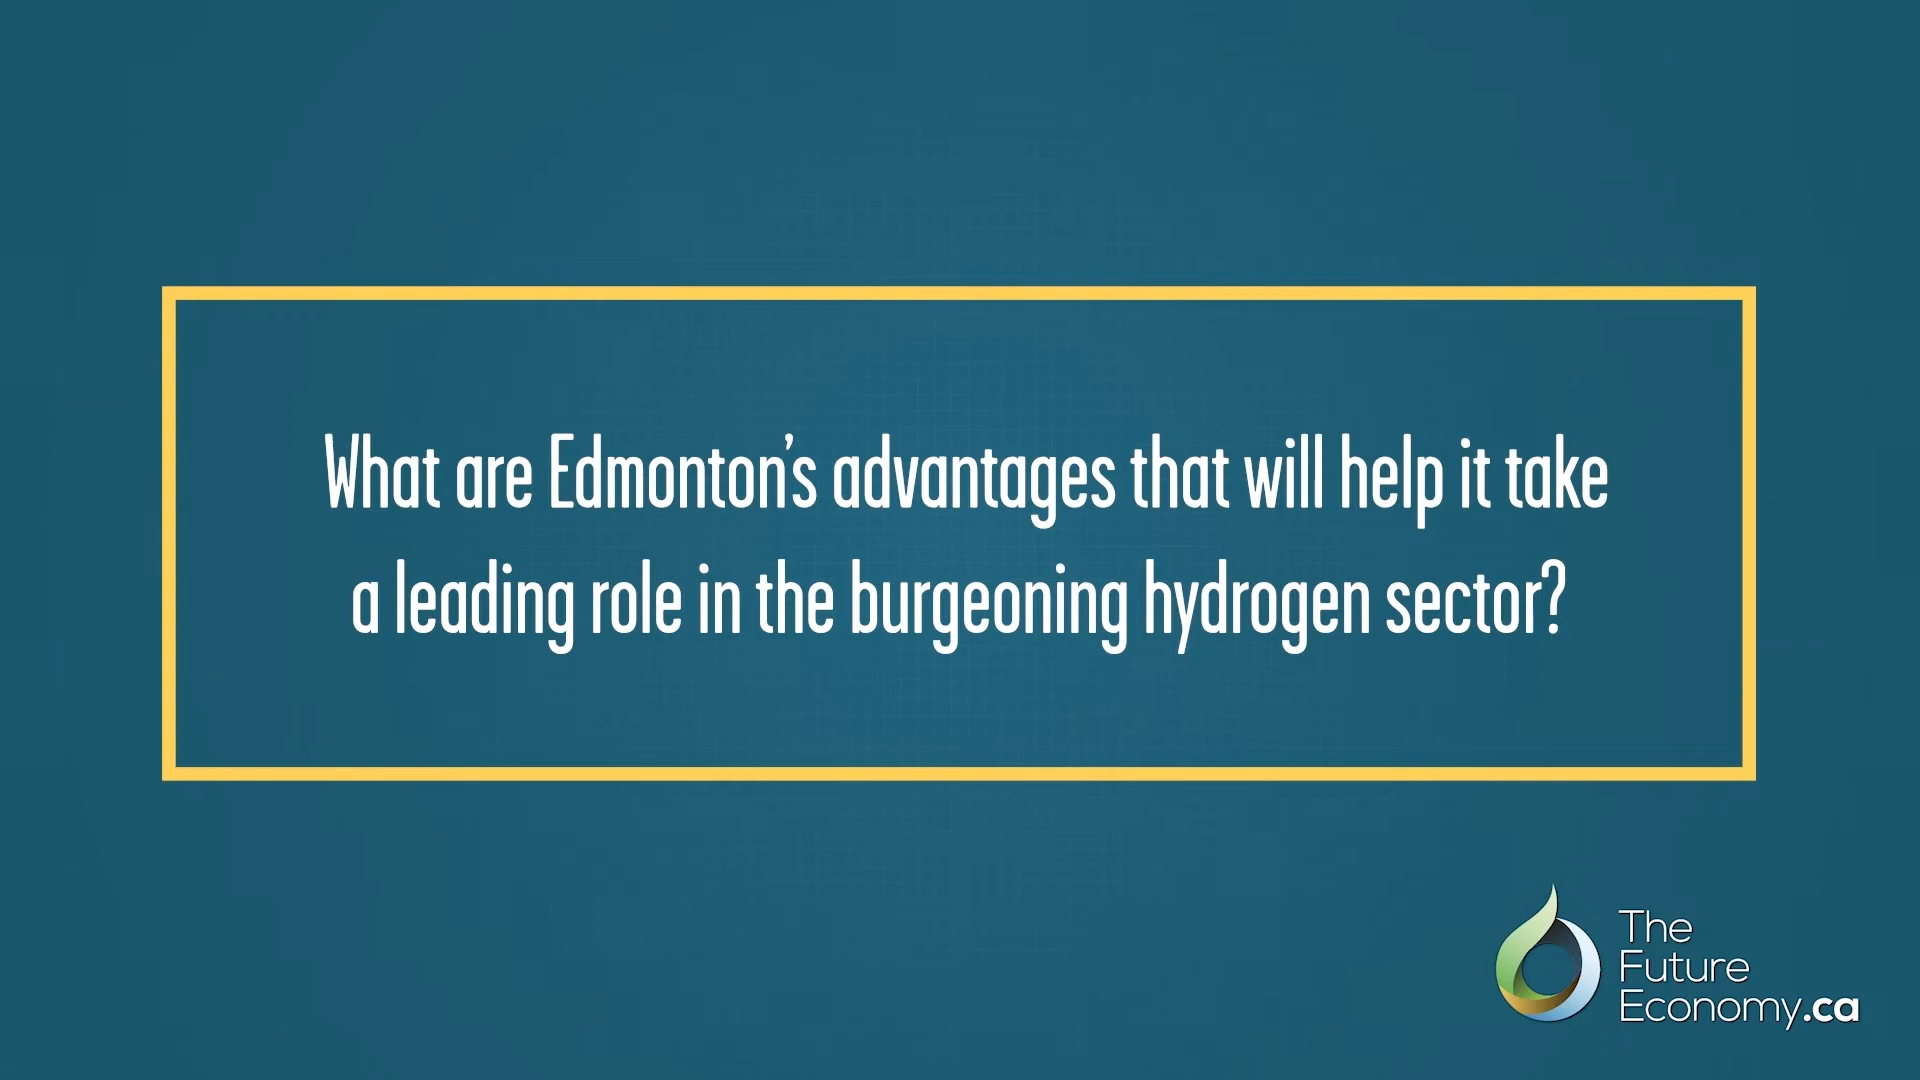 What are Edmonton’s advantages that will help it take
a leading role in the burgeoning hydrogen sector?
The
Future
Economy.ca